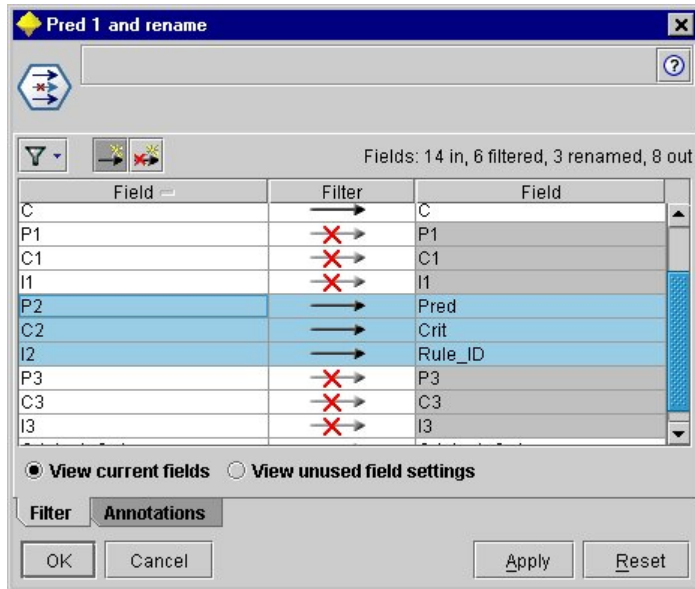 Pred 1 and rename
Fields: 14 in, 6 filtered, 3 renamed, 8 out
Field Filter Field
C C
P1 P1
C1 C1
I1 I1
P2 Pred
C2 Crit
I2 Rule_ID
P3 P3
C3 C3
I3 I3
View current fields View unused field settings
Filter Annotations
OK Cancel Apply Reset